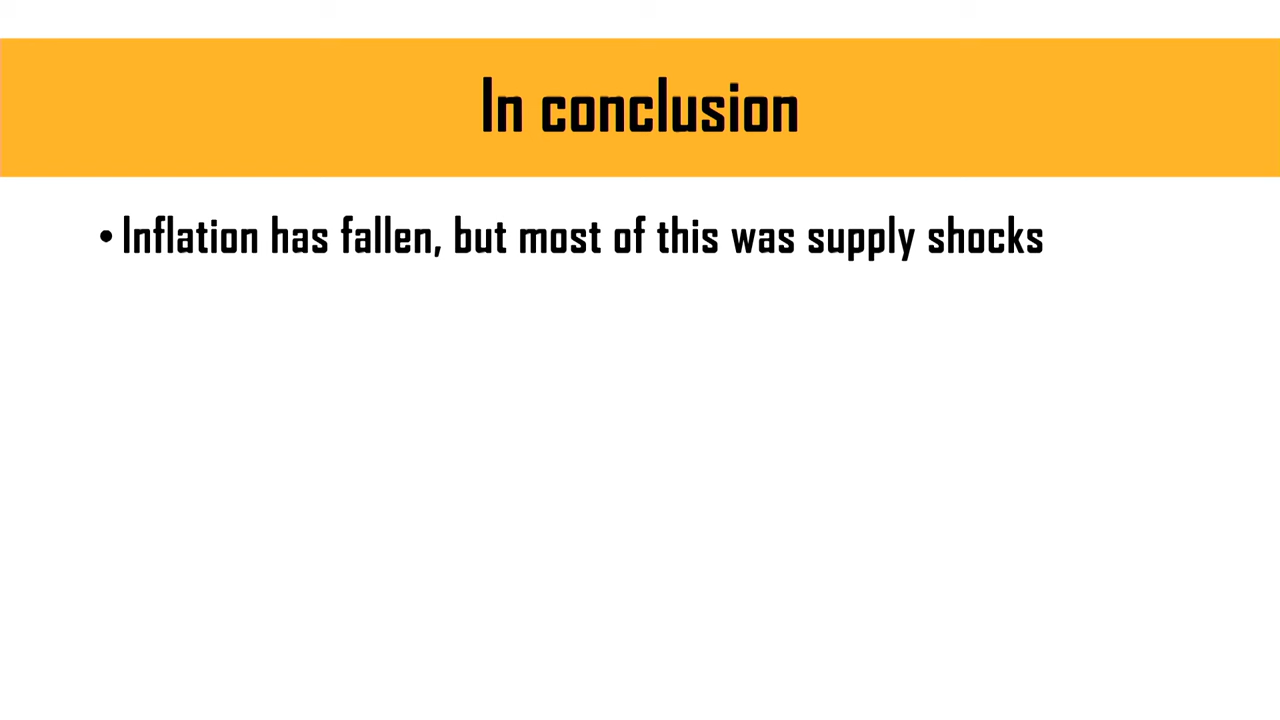 In conclusion
• Inflation has fallen, but most of this was supply shocks